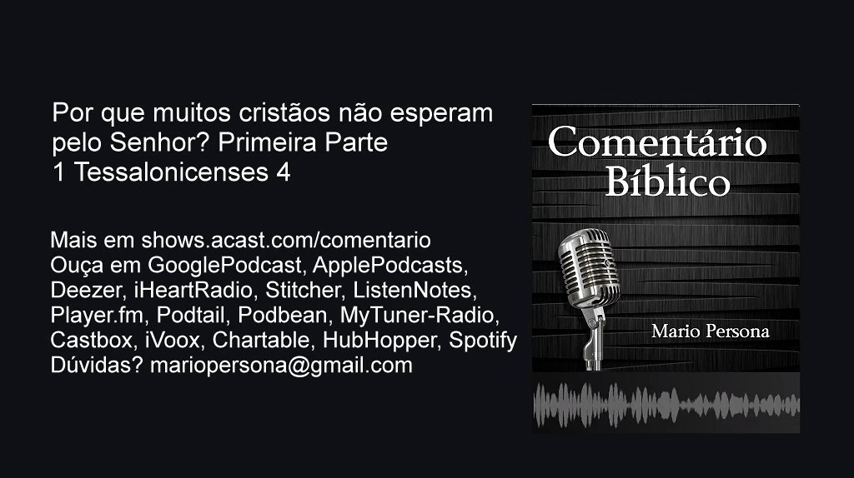 Por que muitos cristãos não esperam
pelo Senhor? Primeira Parte
1 Tessalonicenses 4
Mais em shows.acast.com/comentario
Ouça em GooglePodcast, ApplePodcasts,
Deezer, iHeartRadio, Stitcher, ListenNotes,
Player.fm, Podtail, Podbean, MyTuner-Radio,
Castbox, iVoox, Chartable, HubHopper, Spotify
Dúvidas? mariopersona@gmail.com
Comentário
Bíblico
Mario Persona